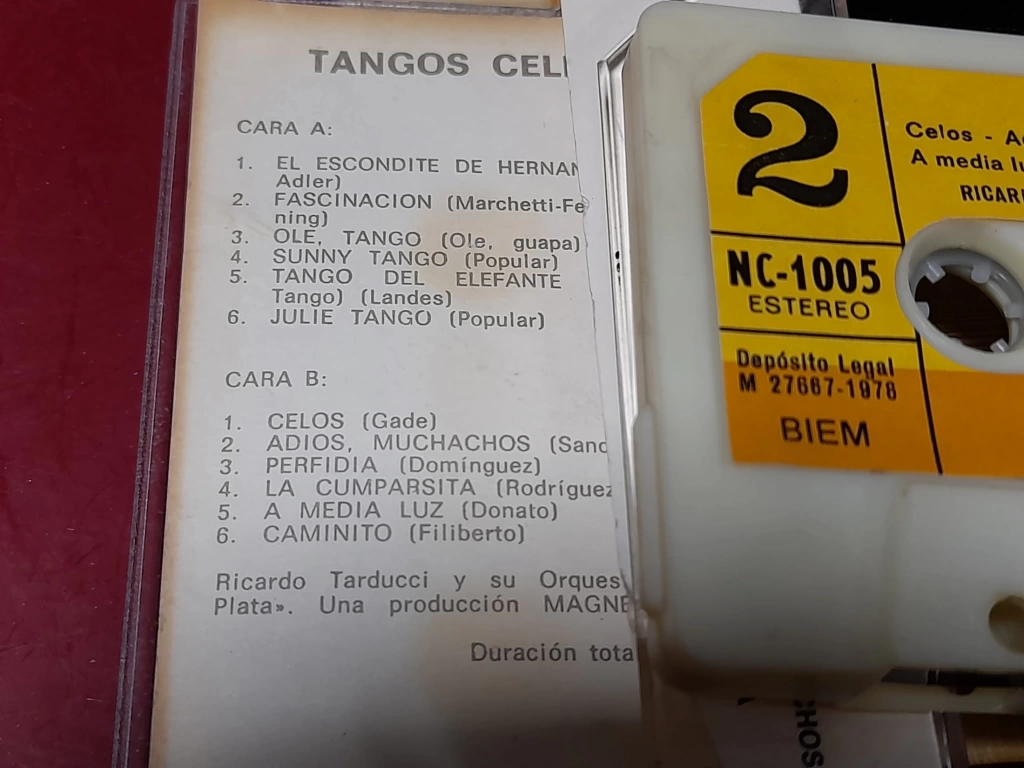 TANGOS CEL
CARA A:
1. EL ESCONDITE DE HERNAN
Adler)
2. FASCINACION (Marchetti-Fe
ning)
3. OLE, TANGO (Ole, guapa)
4. SUNNY TANGO (Popular)
5. TANGO DEL ELEFANTE
Tango) (Landes)
6. JULIE TANGO (Popular)
CARA B:
1. CELOS (Gade)
2. ADIOS, MUCHACHOS (Sand
3. PERFIDIA (Domínguez)
4. LA CUMPARSITA (Rodríguez
5. A MEDIA LUZ (Donato)
6. CAMINITO (Filiberto)
Ricardo Tarducci y su Orques
Plata». Una producción MAGNE
Duración tota
2
Celos - A
A media lu
RICAR
NC-1005
ESTEREO
Depósito Legal
M 27667-1978
BIEM
CHOS